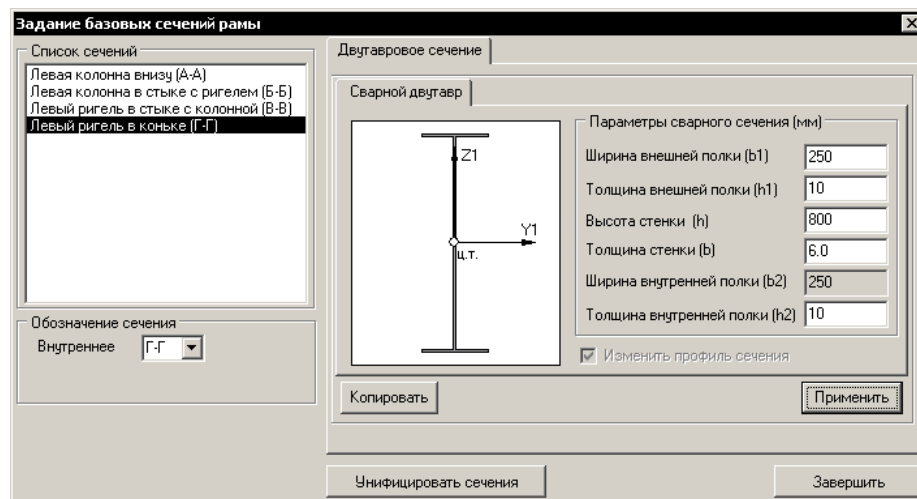 Задание базовых сечений рамы
Список сечений
Левая колонна внизу (А-А)
Левая колонна в стыке с ригелем (Б-Б)
Левый ригель в стыке с колонной (В-В)
Левый ригель в коньке (Г-Г)
Обозначение сечения
Внутреннее Г-Г
Двутавровое сечение
Сварной двутавр
Z1
Y1
ц.т.
Параметры сварного сечения (мм)
Ширина внешней полки (b1) 250
Толщина внешней полки (h1) 10
Высота стенки (h) 800
Толщина стенки (b) 6.0
Ширина внутренней полки (b2) 250
Толщина внутренней полки (h2) 10
Изменить профиль сечения
Копировать
Применить
Унифицировать сечения
Завершить